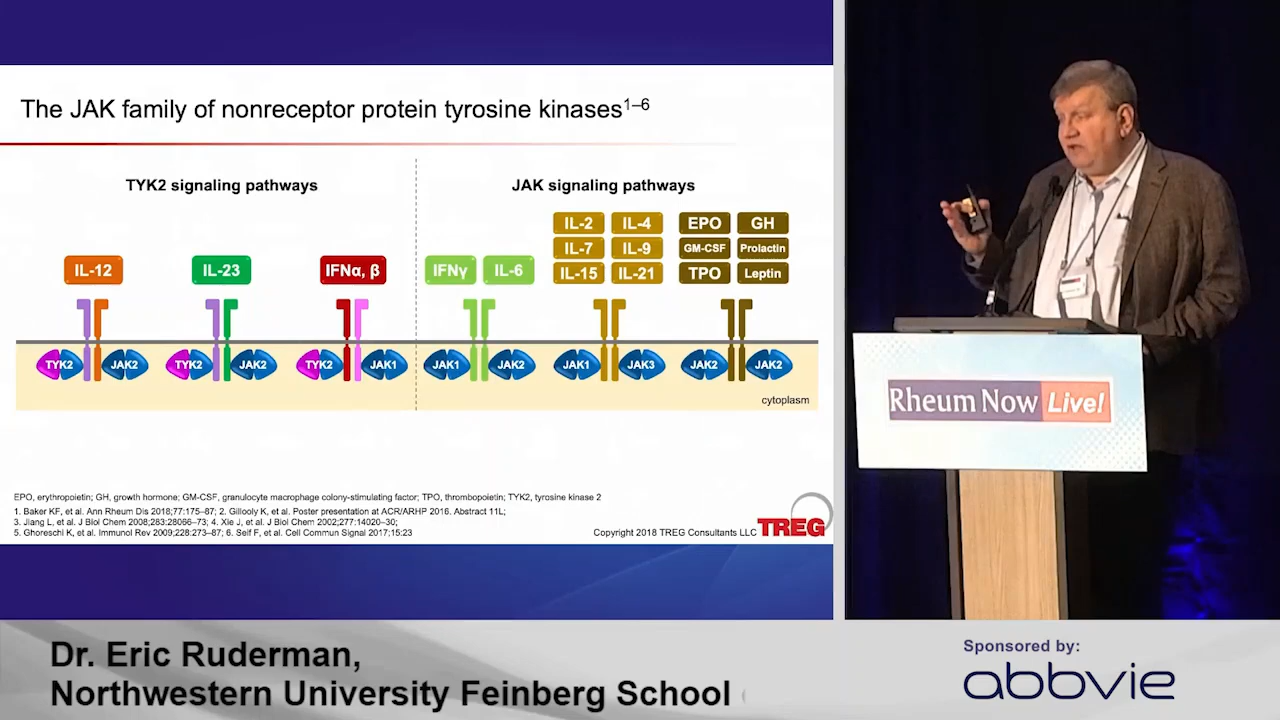 The JAK family of nonreceptor protein tyrosine kinases1–6
TYK2 signaling pathways
JAK signaling pathways
IL-12
IL-23
IFNα, β
IFNγ
IL-6
IL-2
IL-4
IL-7
IL-9
IL-15
IL-21
EPO
GH
GM-CSF
Prolactin
TPO
Leptin
TYK2
JAK2
TYK2
JAK2
TYK2
JAK1
JAK1
JAK2
JAK1
JAK3
JAK2
JAK2
cytoplasm
EPO, erythropoietin; GH, growth hormone; GM-CSF, granulocyte macrophage colony-stimulating factor; TPO, thrombopoietin; TYK2, tyrosine kinase 2
1. Baker KF, et al. Ann Rheum Dis 2018;77:175–87; 2. Gillooly K, et al. Poster presentation at ACR/ARHP 2016. Abstract 11L;
3. Jiang L, et al. J Biol Chem 2008;283:28066–73; 4. Xie J, et al. J Biol Chem 2002;277:14020–30;
5. Ghoreschi K, et al. Immunol Rev 2009;228:273–87; 6. Seif F, et al. Cell Commun Signal 2017;15:23
Copyright 2018 TREG Consultants LLC
TREG
Rheum Now Live!
Dr. Eric Ruderman,
Northwestern University Feinberg School
Sponsored by:
abbvie